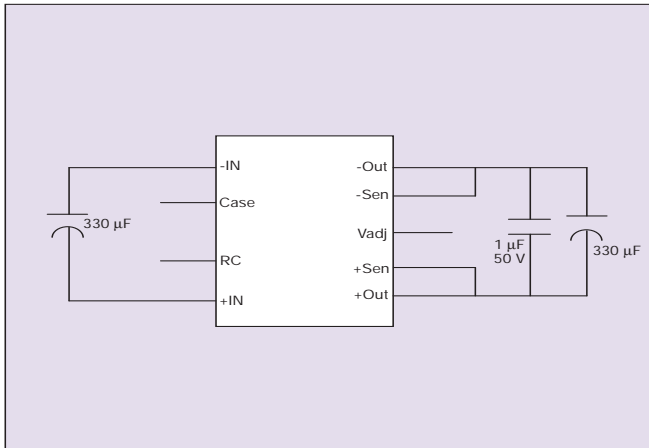 -IN
-Out
-Sen
Case
330 µF
Vadj
1 µF
50 V
330 µF
RC
+Sen
+IN
+Out